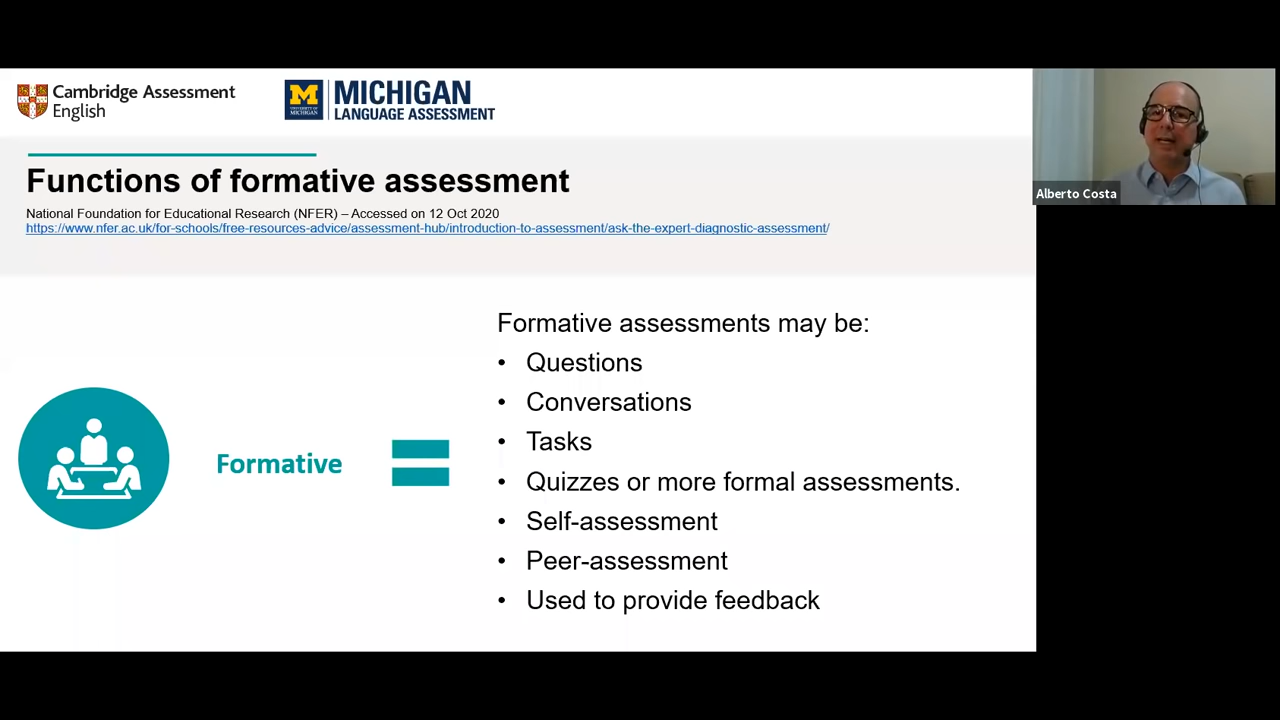 Cambridge Assessment
English
M
UNIVERSITY OF
MICHIGAN
MICHIGAN
LANGUAGE ASSESSMENT
Alberto Costa
Functions of formative assessment
National Foundation for Educational Research (NFER) – Accessed on 12 Oct 2020
https://www.nfer.ac.uk/for-schools/free-resources-advice/assessment-hub/introduction-to-assessment/ask-the-expert-diagnostic-assessment/
Formative
Formative assessments may be:
• Questions
• Conversations
• Tasks
• Quizzes or more formal assessments.
• Self-assessment
• Peer-assessment
• Used to provide feedback